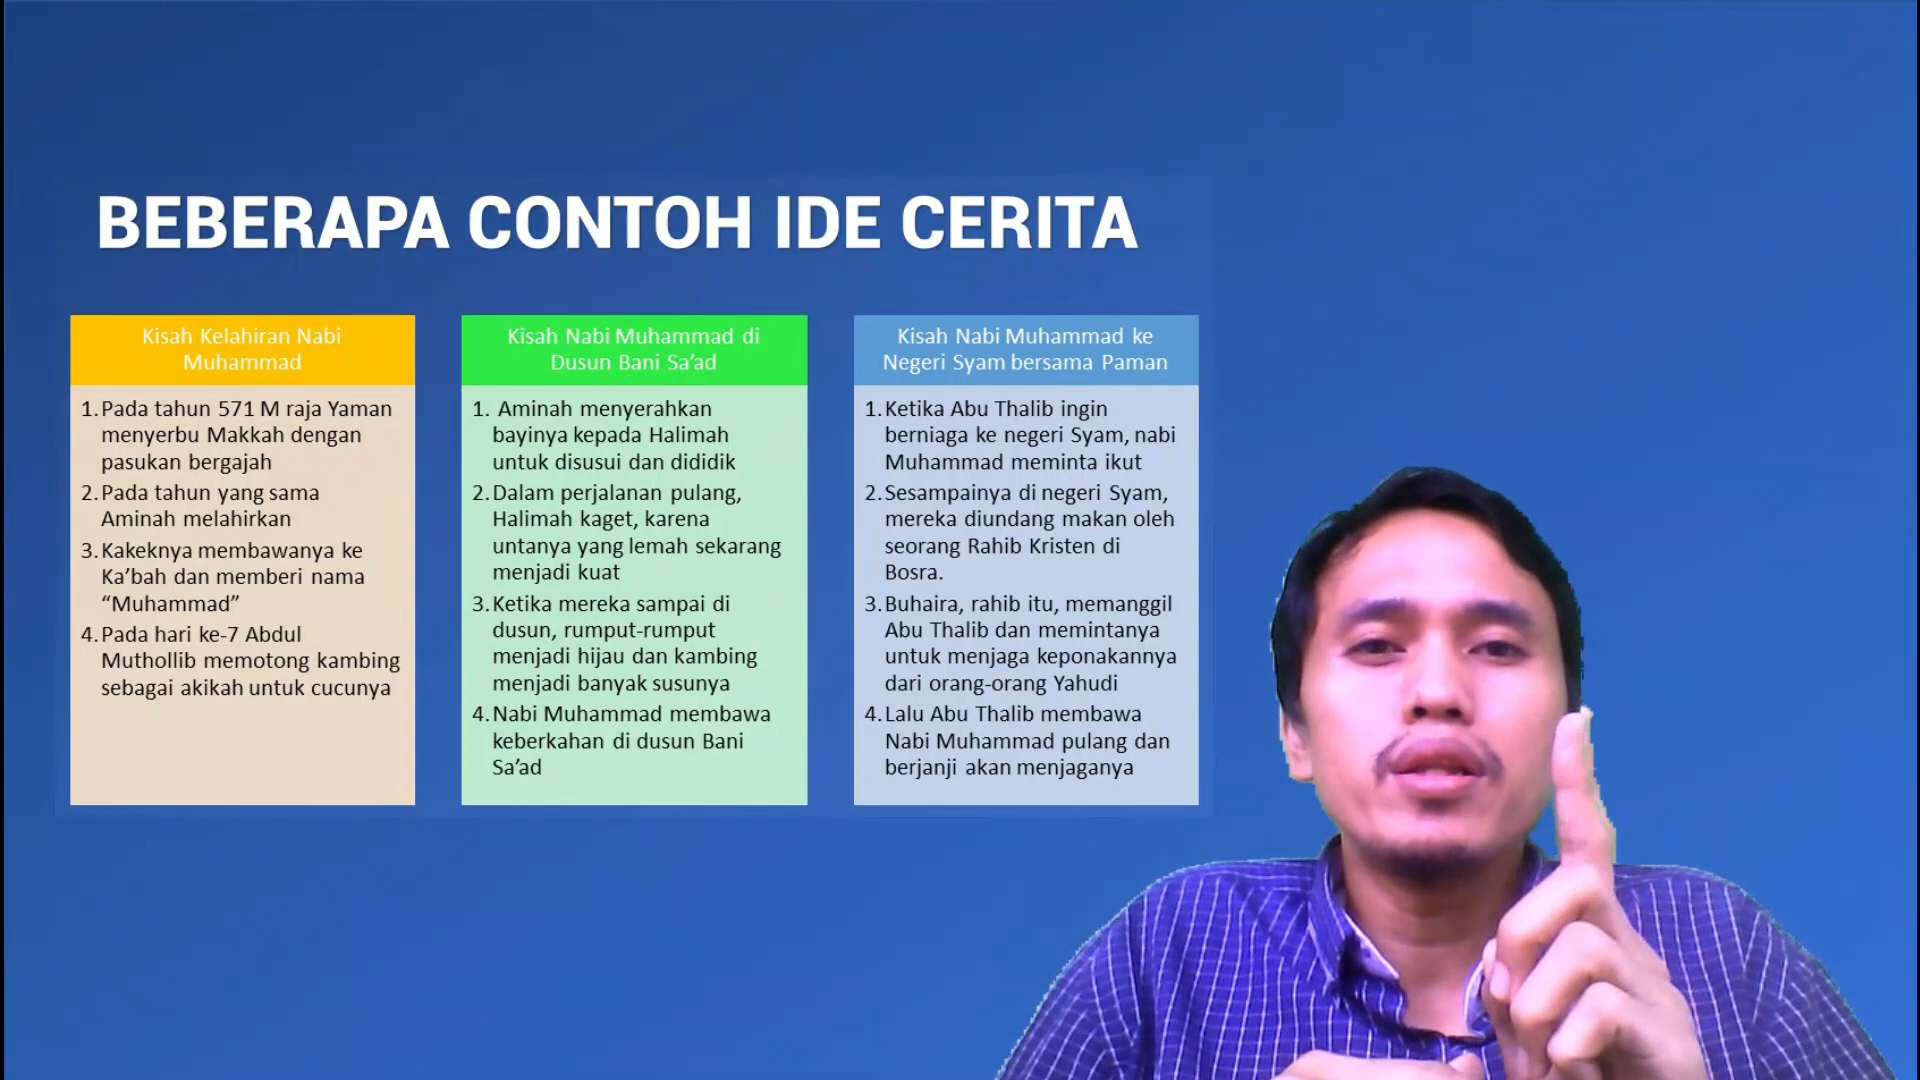 BEBERAPA CONTOH IDE CERITA
Kisah Kelahiran Nabi
Muhammad
1. Pada tahun 571 M raja Yaman
menyerbu Makkah dengan
pasukan bergajah
2. Pada tahun yang sama
Aminah melahirkan
3. Kakeknya membawanya ke
Ka’bah dan memberi nama
“Muhammad”
4. Pada hari ke-7 Abdul
Muthollib memotong kambing
sebagai akikah untuk cucunya
Kisah Nabi Muhammad di
Dusun Bani Sa’ad
1. Aminah menyerahkan
bayinya kepada Halimah
untuk disusui dan dididik
2. Dalam perjalanan pulang,
Halimah kaget, karena
untanya yang lemah sekarang
menjadi kuat
3. Ketika mereka sampai di
dusun, rumput-rumput
menjadi hijau dan kambing
menjadi banyak susunya
4. Nabi Muhammad membawa
keberkahan di dusun Bani
Sa’ad
Kisah Nabi Muhammad ke
Negeri Syam bersama Paman
1. Ketika Abu Thalib ingin
berniaga ke negeri Syam, nabi
Muhammad meminta ikut
2. Sesampainya di negeri Syam,
mereka diundang makan oleh
seorang Rahib Kristen di
Bosra.
3. Buhaira, rahib itu, memanggil
Abu Thalib dan memintanya
untuk menjaga keponakannya
dari orang-orang Yahudi
4. Lalu Abu Thalib membawa
Nabi Muhammad pulang dan
berjanji akan menjaganya